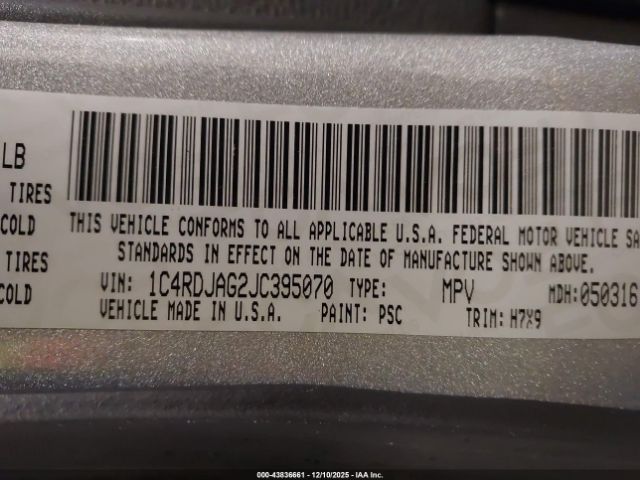 LB
TIRES
COLD
TIRES
COLD
THIS VEHICLE CONFORMS TO ALL APPLICABLE U.S.A. FEDERAL MOTOR VEHICLE SA
STANDARDS IN EFFECT ON THE DATE OF MANUFACTURE SHOWN ABOVE.
VIN: 1C4RDJAG2JC395070 TYPE: MPV MDH:050316
VEHICLE MADE IN U.S.A. PAINT: PSC TRIM: H7X9
000-43836661 - 12/10/2025 - IAA Inc.